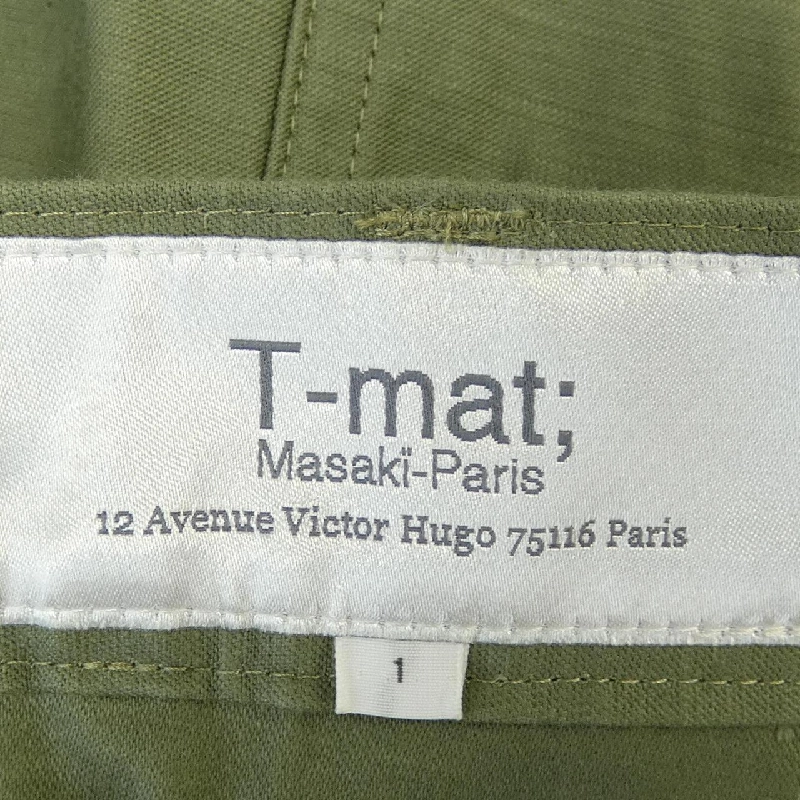 T-mat;
Masakï-Paris
12 Avenue Victor Hugo 75116 Paris
1